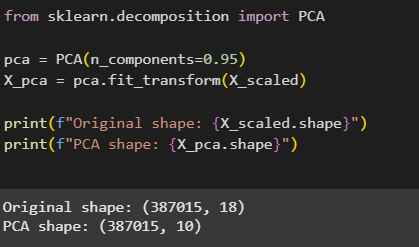 from sklearn.decomposition import PCA
pca = PCA(n_components=0.95)
X_pca = pca.fit_transform(X_scaled)
print(f"Original shape: {X_scaled.shape}")
print(f"PCA shape: {X_pca.shape}")
Original shape: (387015, 18)
PCA shape: (387015, 10)